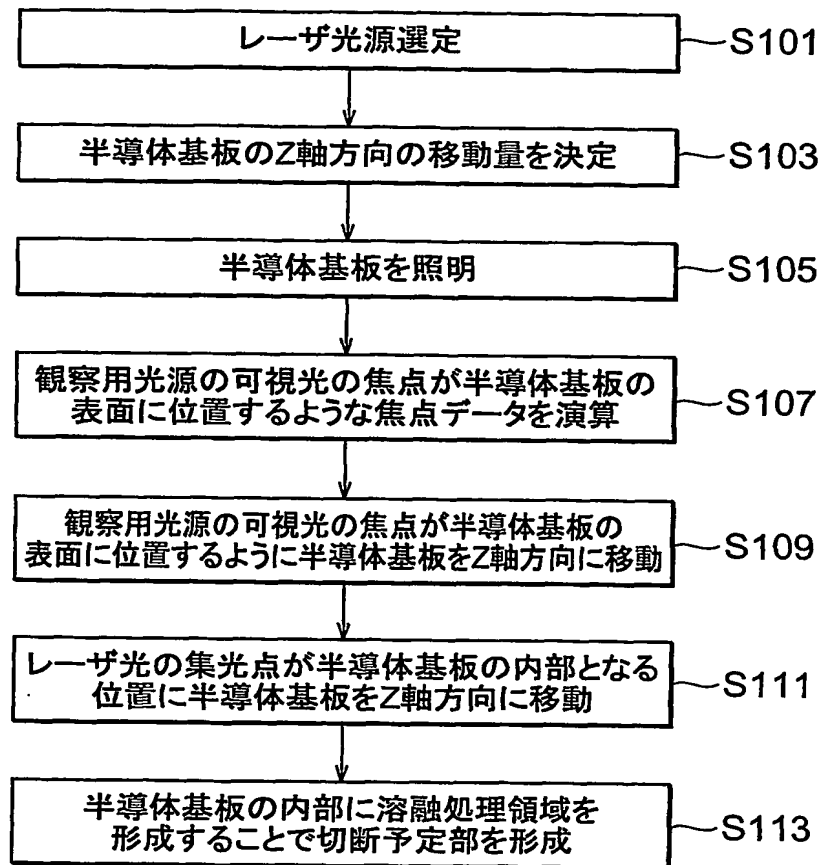 レーザ光源選定
S101
半導体基板のZ軸方向の移動量を決定
S103
半導体基板を照明
S105
観察用光源の可視光の焦点が半導体基板の
表面に位置するような焦点データを演算
S107
観察用光源の可視光の焦点が半導体基板の
表面に位置するように半導体基板をZ軸方向に移動
S109
レーザ光の集光点が半導体基板の内部となる
位置に半導体基板をZ軸方向に移動
S111
半導体基板の内部に溶融処理領域を
形成することで切断予定部を形成
S113